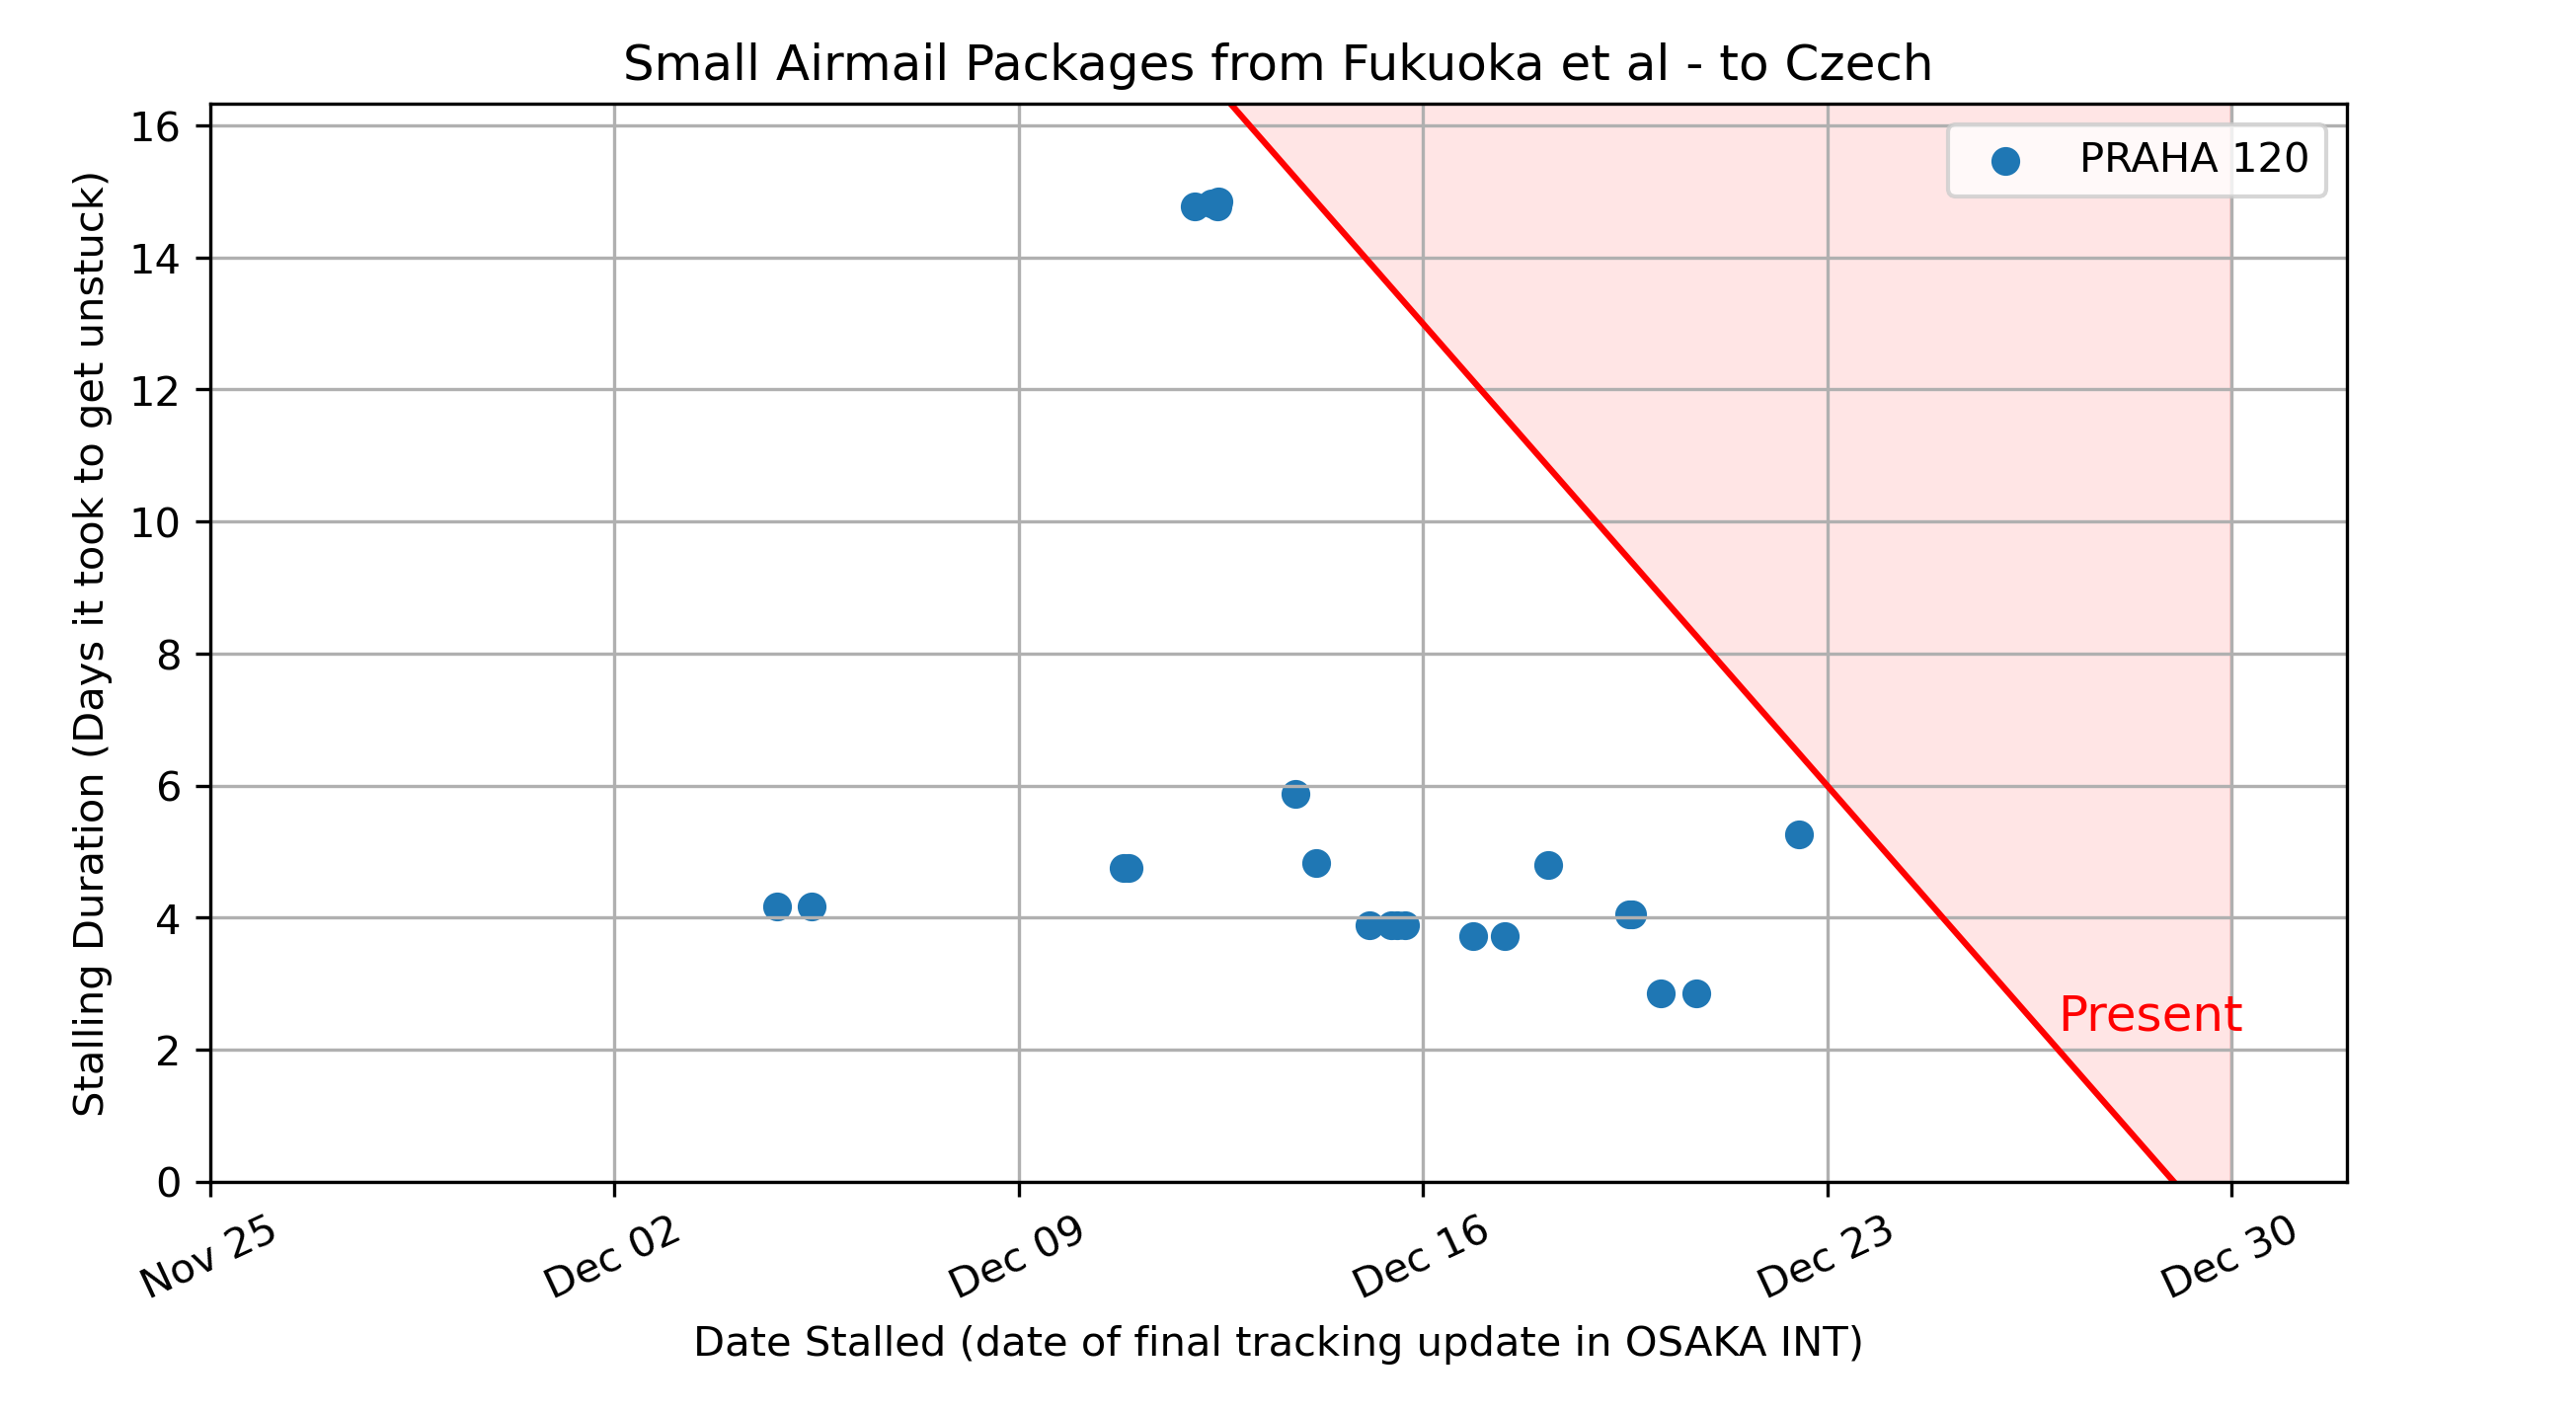 Small Airmail Packages from Fukuoka et al - to Czech
PRAHA 120
Stalling Duration (Days it took to get unstuck)
16
14
12
10
8
6
4
2
0
Present
Nov 25
Dec 02
Dec 09
Dec 16
Dec 23
Dec 30
Date Stalled (date of final tracking update in OSAKA INT)